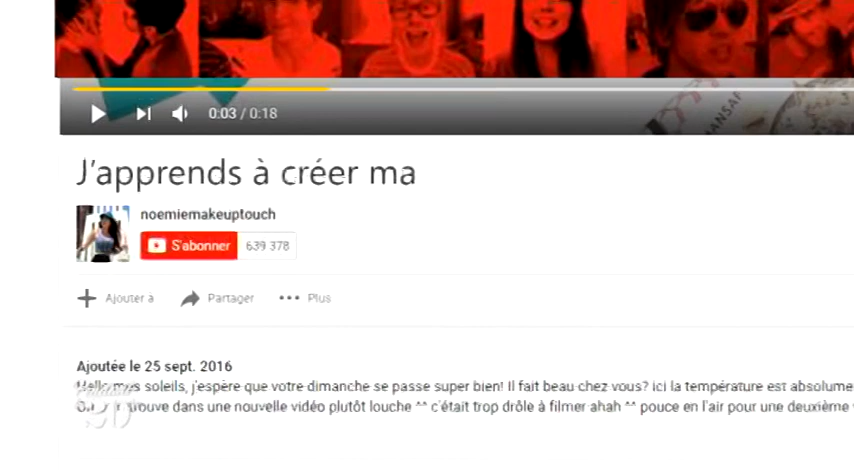 MANSAF
0:03 / 0:18
J'apprends à créer ma
noemiemakeuptouch
S'abonner 639 378
Ajouter à Partager Plus
Ajoutée le 25 sept. 2016
Hello mes soleils, j'espère que votre dimanche se passe super bien! Il fait beau chez vous? ici la température est absolume
On retrouve dans une nouvelle vidéo plutôt louche ^^ c'était trop drôle à filmer ahah ^^ pouce en l'air pour une deuxième